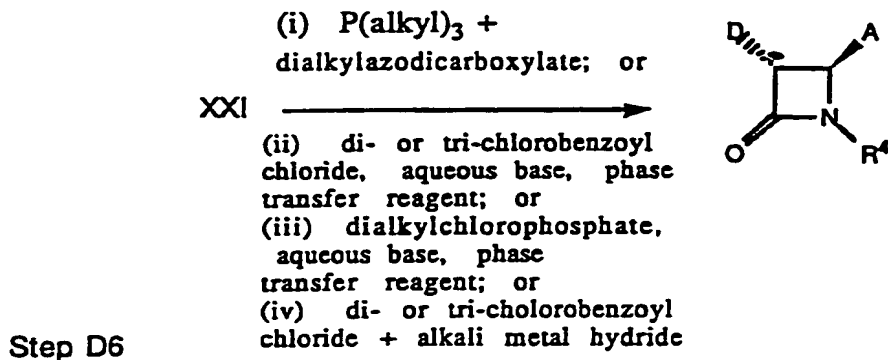 (i) P(alkyl)3 +
dialkylazodicarboxylate; or
XXI
(ii) di- or tri-chlorobenzoyl
chloride, aqueous base, phase
transfer reagent; or
(iii) dialkylchlorophosphate,
aqueous base, phase
transfer reagent; or
(iv) di- or tri-cholorobenzoyl
chloride + alkali metal hydride
Step D6
D
A
O
N
R4